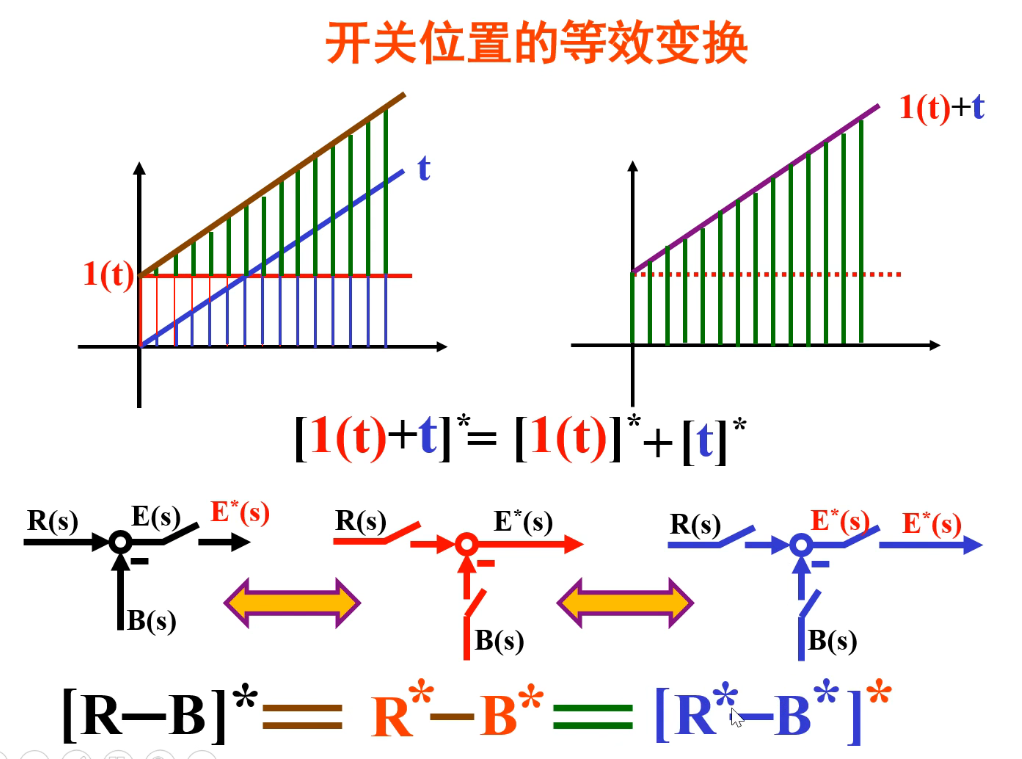 开关位置的等效变换
1(t)+t
t
1(t)
[1(t)+t]*= [1(t)]*+[t]*
R(s) E(s) E*(s)
B(s)
R(s) E*(s)
B(s)
R(s) E*(s) E*(s)
B(s)
[R—B]*==R*—B*==[R*—B*]*